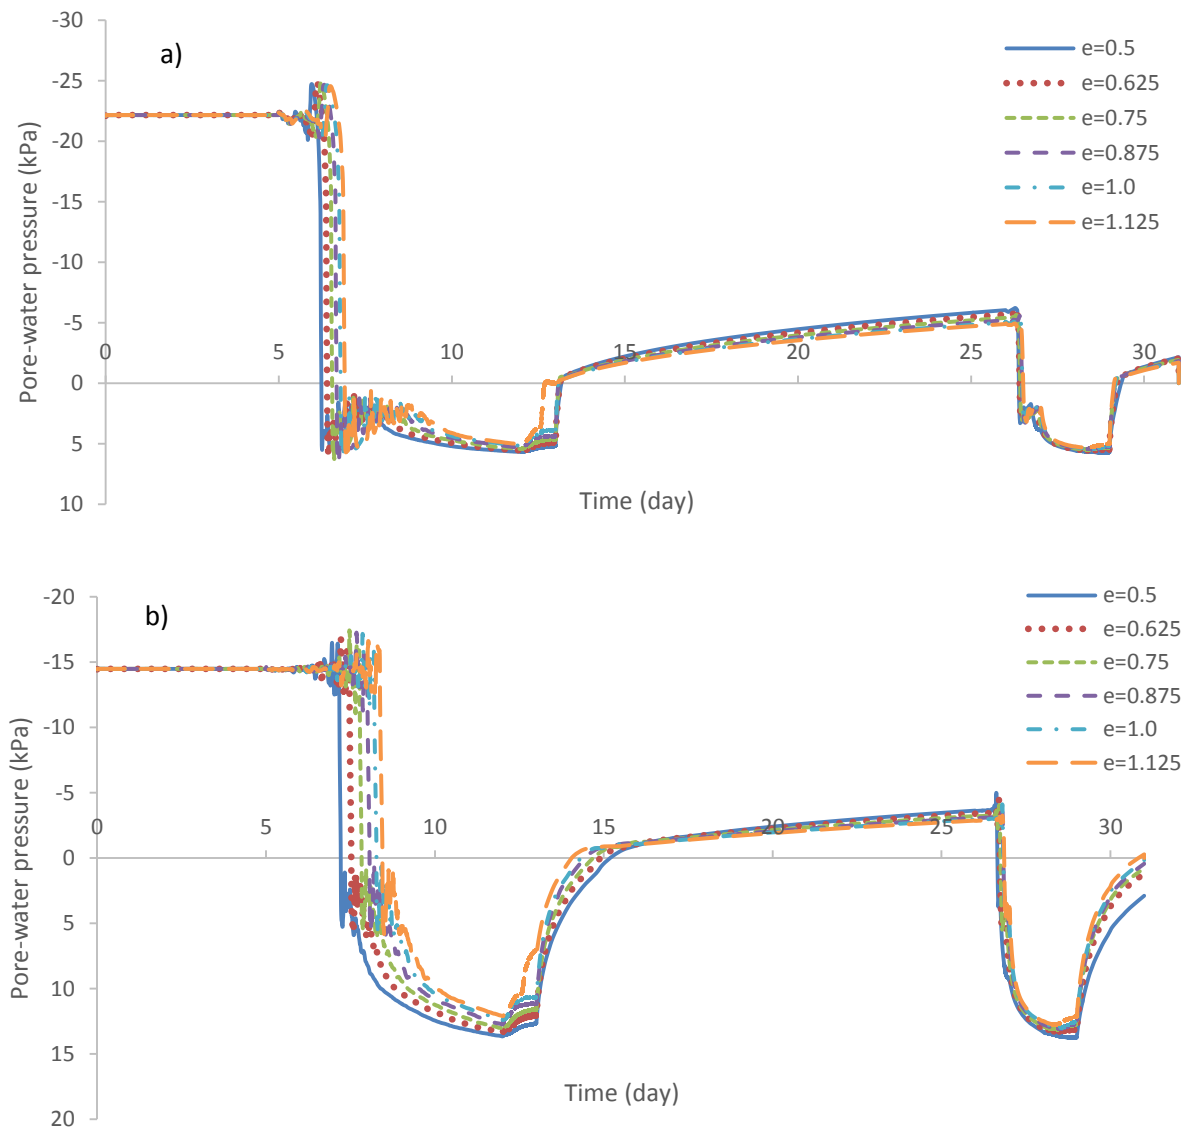 -30
-25
-20
-15
-10
-5
0
5
10
a)
Pore-water pressure (kPa)
0 5 10 15 20 25 30
Time (day)
e=0.5
e=0.625
e=0.75
e=0.875
e=1.0
e=1.125
-20
-15
-10
-5
0
5
10
15
20
b)
Pore-water pressure (kPa)
0 5 10 15 20 25 30
Time (day)
e=0.5
e=0.625
e=0.75
e=0.875
e=1.0
e=1.125